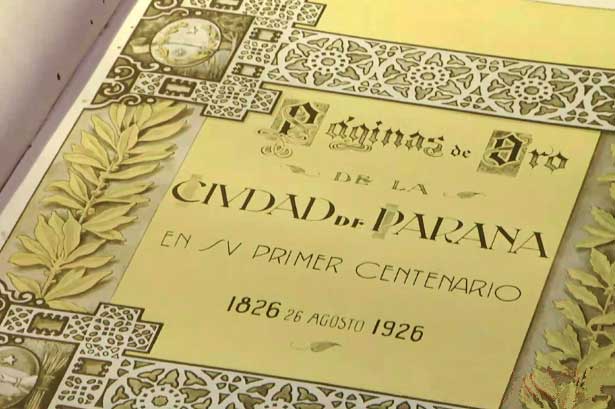 Páginas de Oro
DE LA
CIVDAD DE PARANA
EN SV PRIMER CENTENARIO
1826 26 AGOSTO 1926